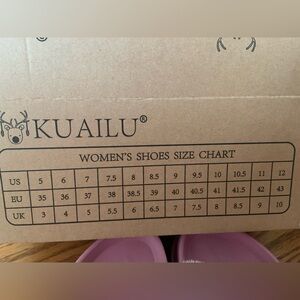 KUAILU®
WOMEN'S SHOES SIZE CHART
US 5 6 7 7.5 8 8.5 9 9.5 10 10.5 11 12
EU 35 36 37 38 38.5 39 40 40.5 41 41.5 42 43
UK 3 4 5 5.5 6 6.5 7 7.5 8 8.5 9 10